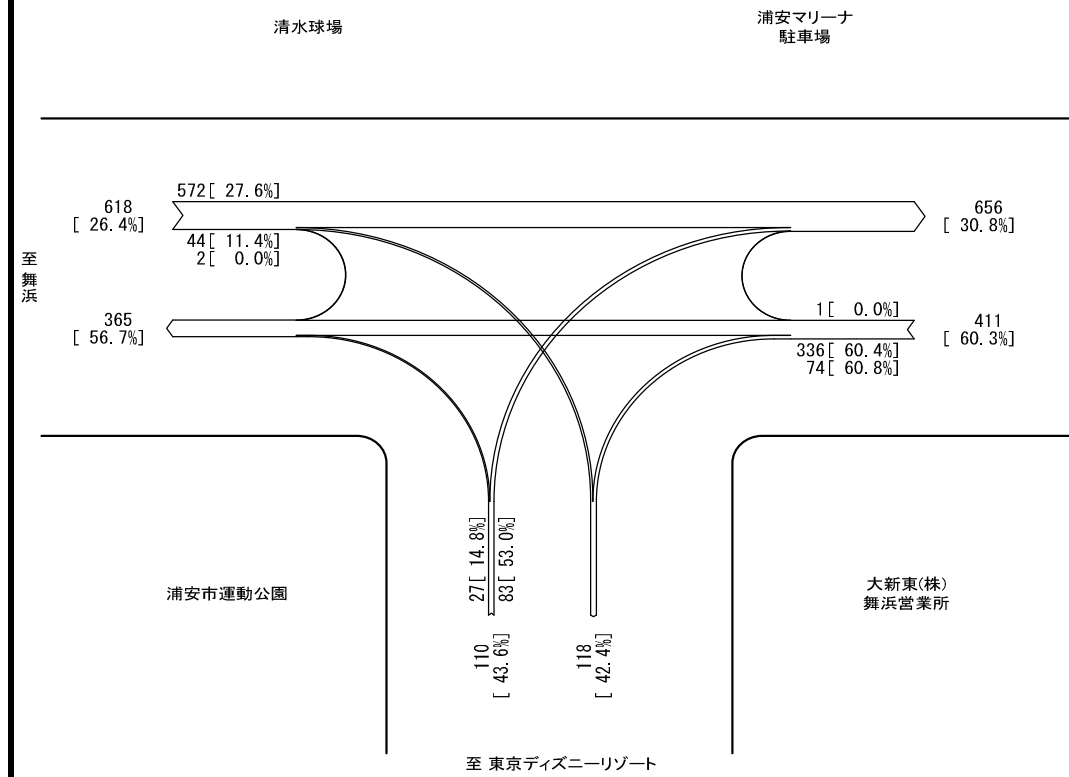 清水球場
浦安マリーナ
駐車場
572[ 27.6%]
618
[ 26.4%]
44[ 11.4%]
2[ 0.0%]
656
[ 30.8%]
至 舞浜
365
[ 56.7%]
1[ 0.0%]
411
[ 60.3%]
336[ 60.4%]
74[ 60.8%]
27[ 14.8%]
83[ 53.0%]
浦安市運動公園
大新東(株)
舞浜営業所
110
[ 43.6%]
118
[ 42.4%]
至 東京ディズニーリゾート